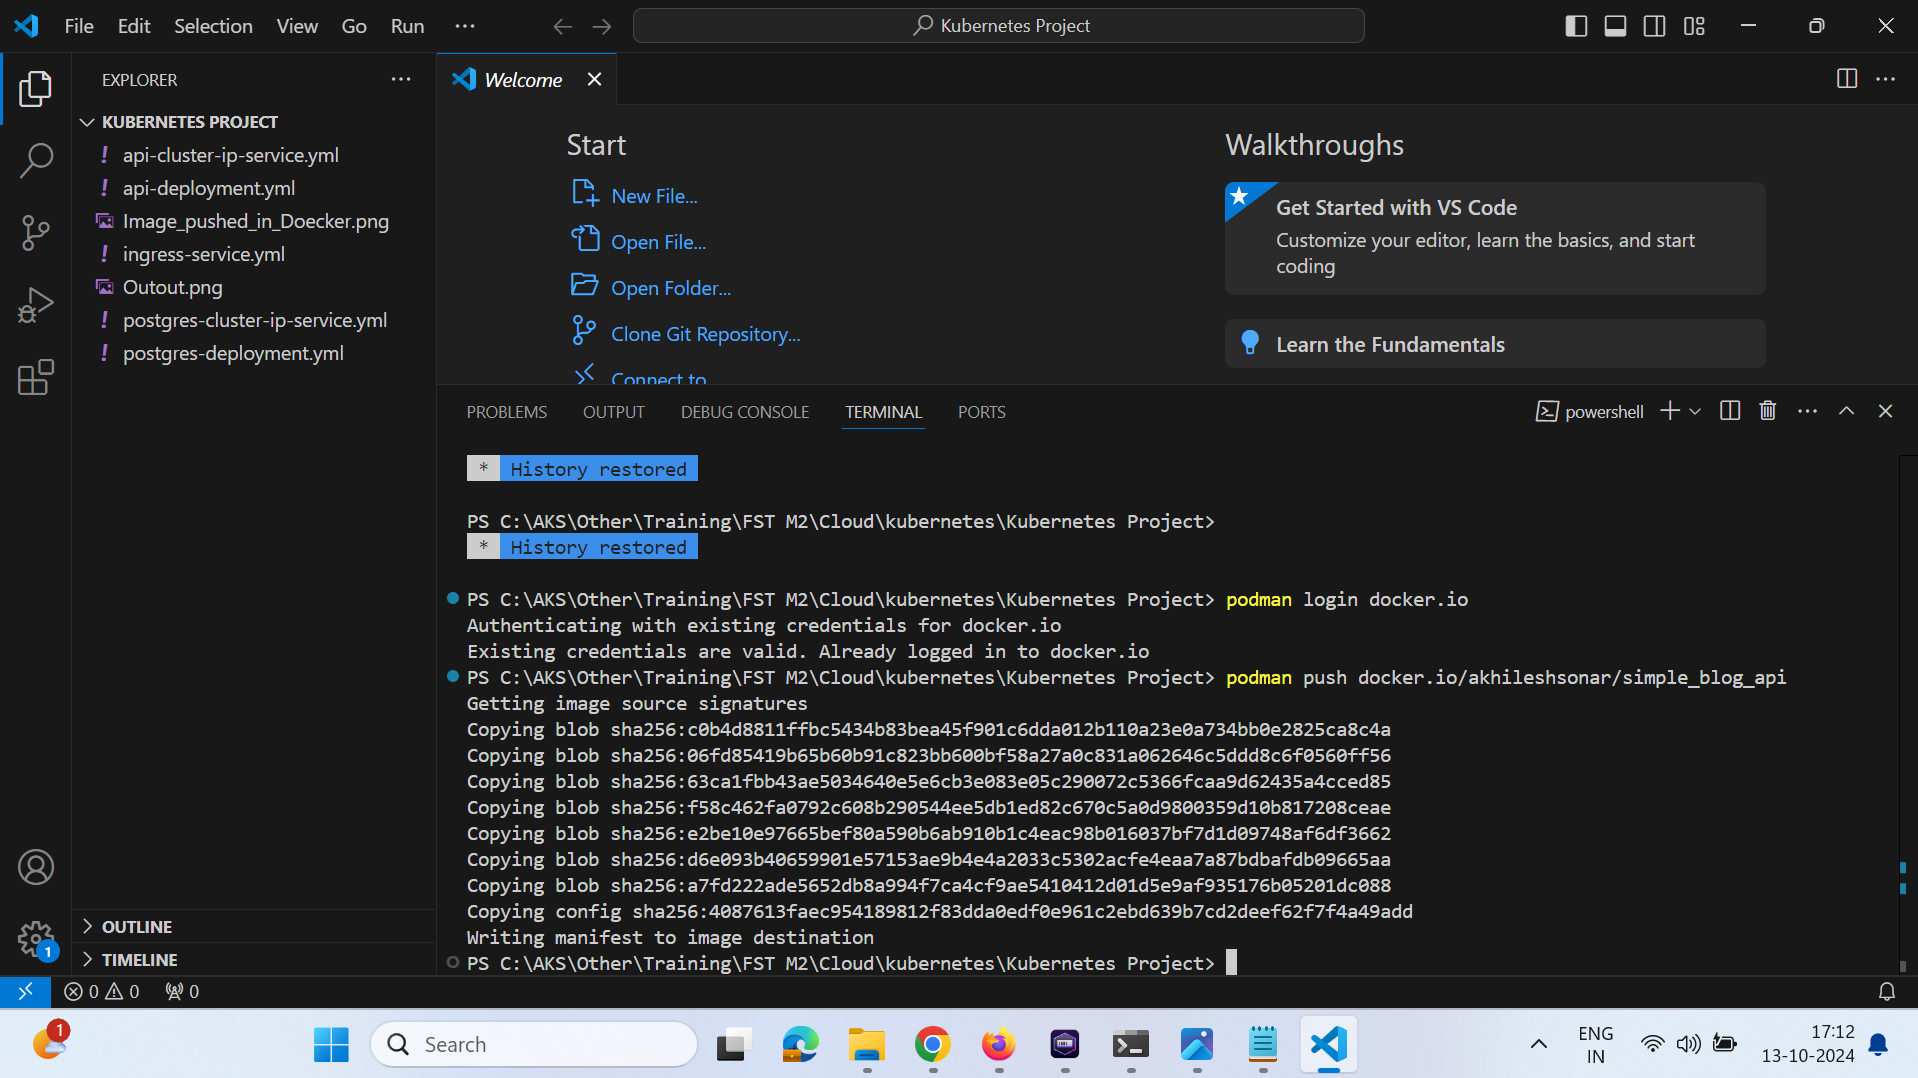 File Edit Selection View Go Run ··· Kubernetes Project
EXPLORER
KUBERNETES PROJECT
! api-cluster-ip-service.yml
! api-deployment.yml
Image_pushed_in_Doecker.png
! ingress-service.yml
Outout.png
! postgres-cluster-ip-service.yml
! postgres-deployment.yml
OUTLINE
TIMELINE
1
Welcome
Start
New File...
Open File...
Open Folder...
Clone Git Repository...
Connect to
Walkthroughs
Get Started with VS Code
Customize your editor, learn the basics, and start
coding
Learn the Fundamentals
PROBLEMS OUTPUT DEBUG CONSOLE TERMINAL PORTS powershell
* History restored
PS C:\AKS\Other\Training\FST M2\Cloud\kubernetes\Kubernetes Project>
* History restored
PS C:\AKS\Other\Training\FST M2\Cloud\kubernetes\Kubernetes Project> podman login docker.io
Authenticating with existing credentials for docker.io
Existing credentials are valid. Already logged in to docker.io
PS C:\AKS\Other\Training\FST M2\Cloud\kubernetes\Kubernetes Project> podman push docker.io/akhileshsonar/simple_blog_api
Getting image source signatures
Copying blob sha256:c0b4d8811ffbc5434b83bea45f901c6dda012b110a23e0a734bb0e2825ca8c4a
Copying blob sha256:06fd85419b65b60b91c823bb600bf58a27a0c831a062646c5ddd8c6f0560ff56
Copying blob sha256:63ca1fbb43ae5034640e5e6cb3e083e05c290072c5366fcaa9d62435a4cced85
Copying blob sha256:f58c462fa0792c608b290544ee5db1ed82c670c5a0d9800359d10b817208ceae
Copying blob sha256:e2be10e97665bef80a590b6ab910b1c4eac98b016037bf7d1d09748af6df3662
Copying blob sha256:d6e093b40659901e57153ae9b4e4a2033c5302acfe4eaa7a87bdbafdb09665aa
Copying blob sha256:a7fd222ade5652db8a994f7ca4cf9ae5410412d01d5e9af935176b05201dc088
Copying config sha256:4087613faec954189812f83dda0edf0e961c2ebd639b7cd2deef62f7f4a49add
Writing manifest to image destination
PS C:\AKS\Other\Training\FST M2\Cloud\kubernetes\Kubernetes Project>
0 0 0
1
Search
ENG
IN
17:12
13-10-2024